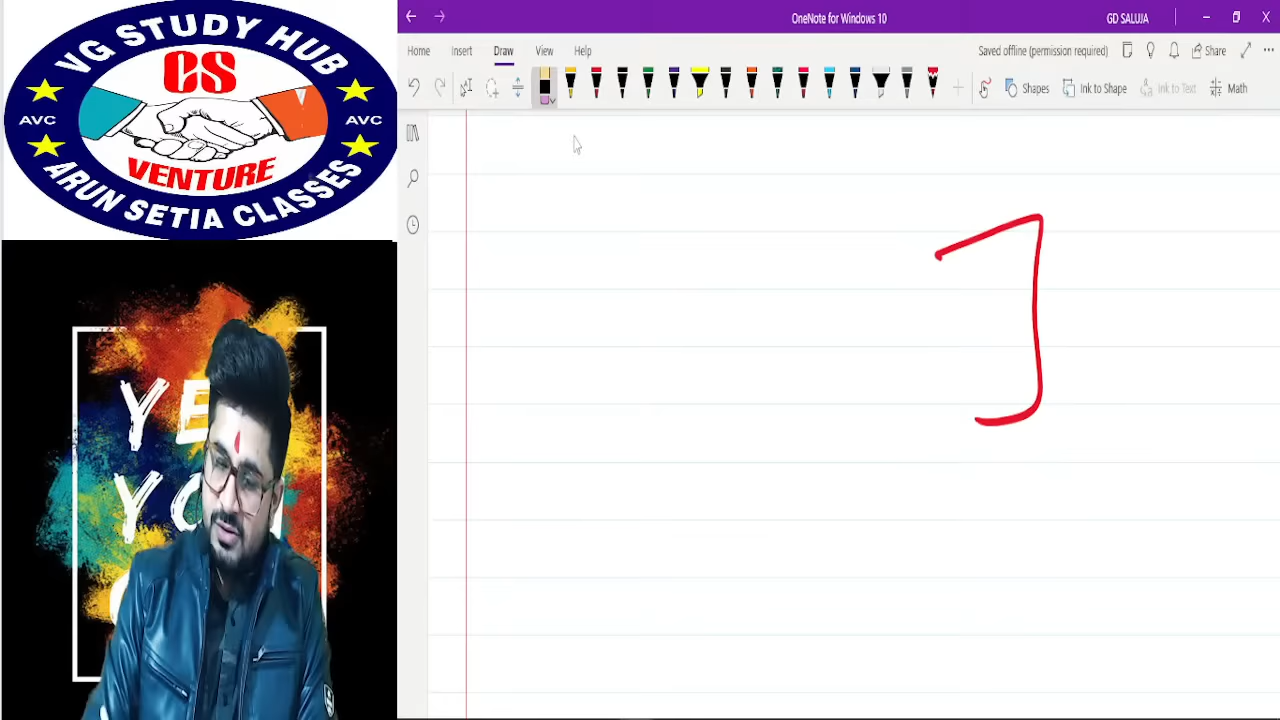 VG STUDY HUB
CS
AVC
AVC
VENTURE
ARUN SETIA CLASSES
OneNote for Windows 10
GD SALUJA
Home
Insert
Draw
View
Help
Saved offline (permission required)
Share
Shapes
Ink to Shape
Ink to Text
Math